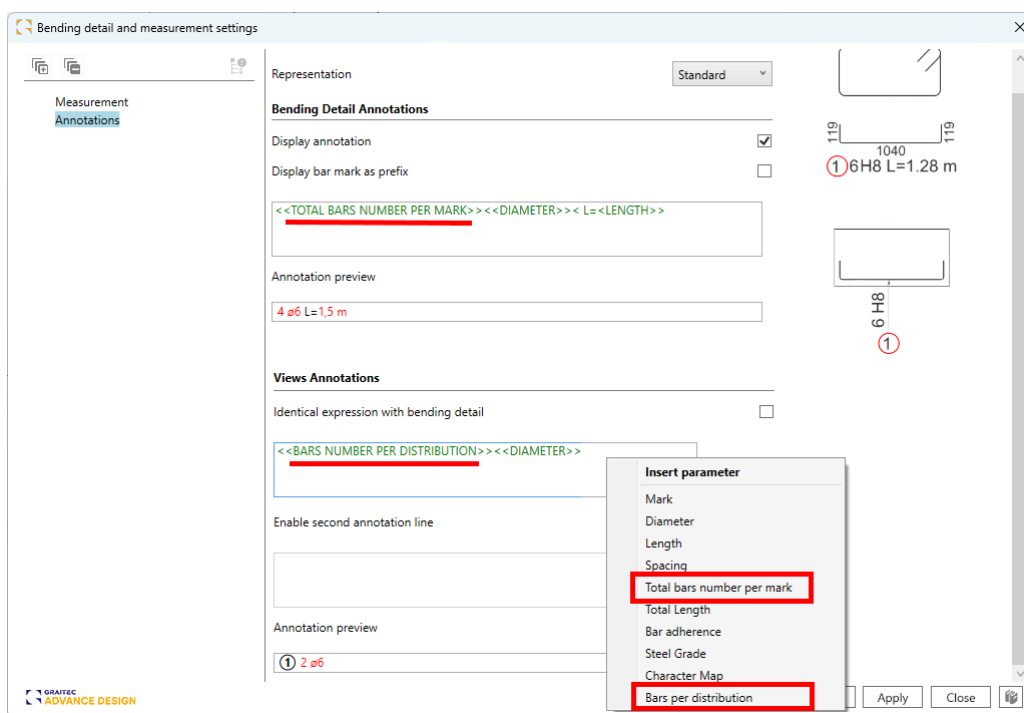 Bending detail and measurement settings
Measurement
Annotations
Representation
Standard
Bending Detail Annotations
Display annotation
Display bar mark as prefix
<<TOTAL BARS NUMBER PER MARK>><<DIAMETER>>< L=<LENGTH>>
Annotation preview
4 ø6 L=1,5 m
Views Annotations
Identical expression with bending detail
<<BARS NUMBER PER DISTRIBUTION>><<DIAMETER>>
Enable second annotation line
Annotation preview
1 2 ø6
Insert parameter
Mark
Diameter
Length
Spacing
Total bars number per mark
Total Length
Bar adherence
Steel Grade
Character Map
Bars per distribution
119
119
1040
1 6H8 L=1.28 m
6 H8
1
Apply
Close
GRAITEC
ADVANCE DESIGN